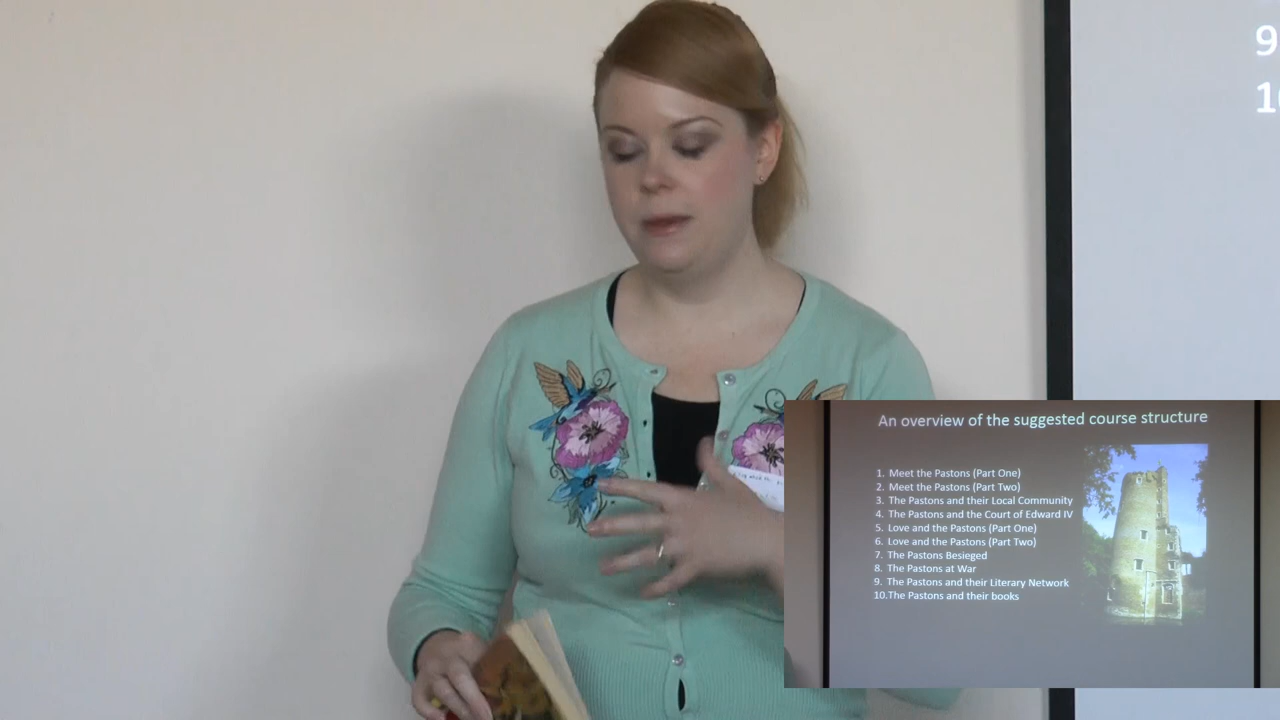 9
10
An overview of the suggested course structure
1. Meet the Pastons (Part One)
2. Meet the Pastons (Part Two)
3. The Pastons and their Local Community
4. The Pastons and the Court of Edward IV
5. Love and the Pastons (Part One)
6. Love and the Pastons (Part Two)
7. The Pastons Besieged
8. The Pastons at War
9. The Pastons and their Literary Network
10.The Pastons and their books